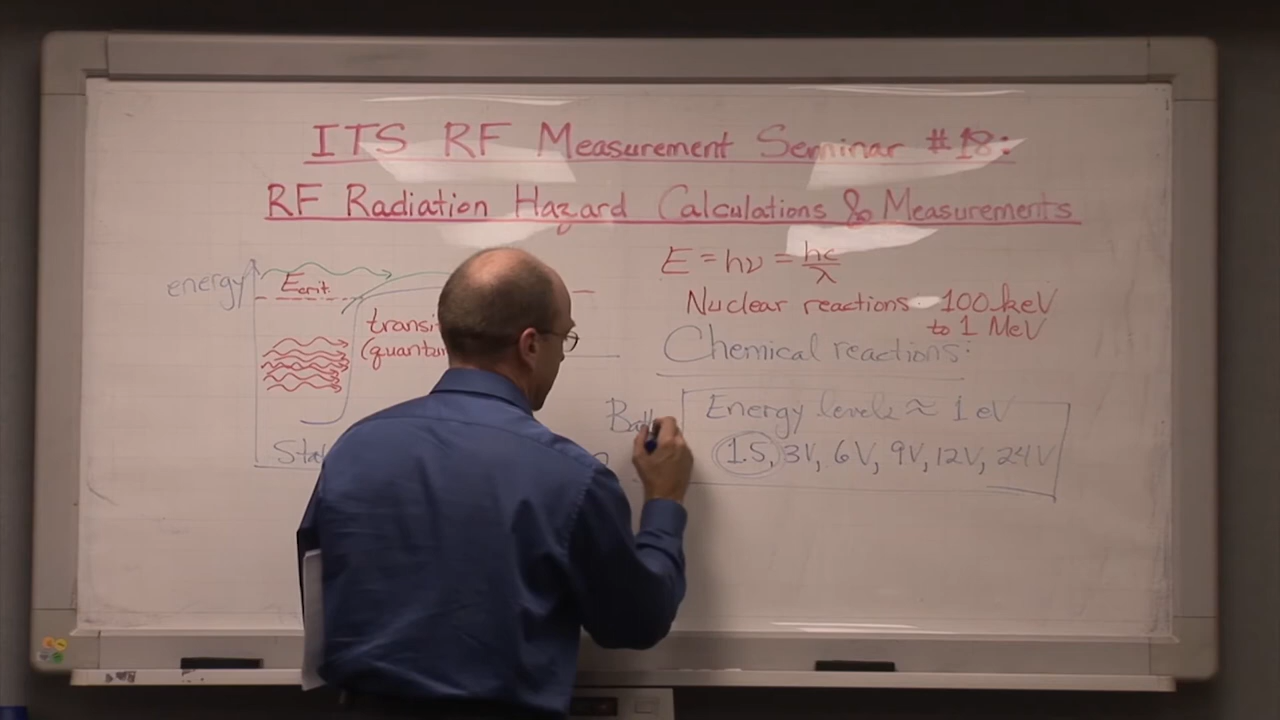 ITS RF Measurement Seminar #18:
RF Radiation Hazard Calculations & Measurements
energy
Ecrit.
E = hν = hc/λ
Nuclear reactions: 100 keV
to 1 MeV
Chemical reactions:
Energy levels ≈ 1 eV
1.5, 3V, 6V, 9V, 12V, 24V